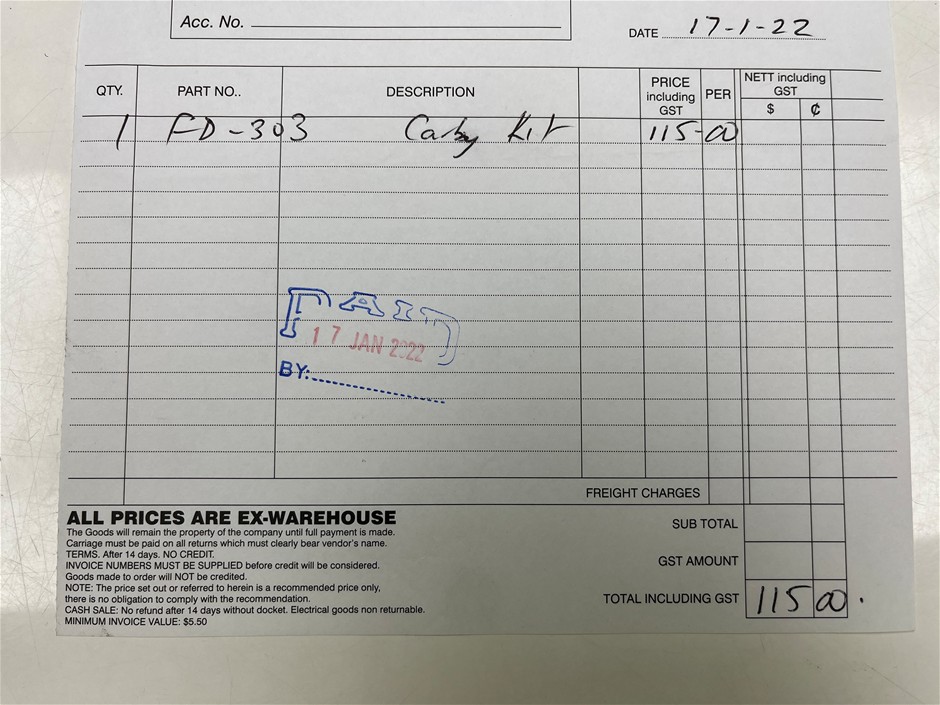 Acc. No.
DATE 17-1-22
QTY. PART NO.. DESCRIPTION PRICE including GST PER NETT including GST $ ¢
1 FD-303 Carby Kit 115-00
PAID
17 JAN 2022
BY:
FREIGHT CHARGES
ALL PRICES ARE EX-WAREHOUSE
The Goods will remain the property of the company until full payment is made.
Carriage must be paid on all returns which must clearly bear vendor's name.
TERMS. After 14 days. NO CREDIT.
INVOICE NUMBERS MUST BE SUPPLIED before credit will be considered.
Goods made to order will NOT be credited.
NOTE: The price set out or referred to herein is a recommended price only,
there is no obligation to comply with the recommendation.
CASH SALE: No refund after 14 days without docket. Electrical goods non returnable.
MINIMUM INVOICE VALUE: $5.50
SUB TOTAL
GST AMOUNT
TOTAL INCLUDING GST 115 00.